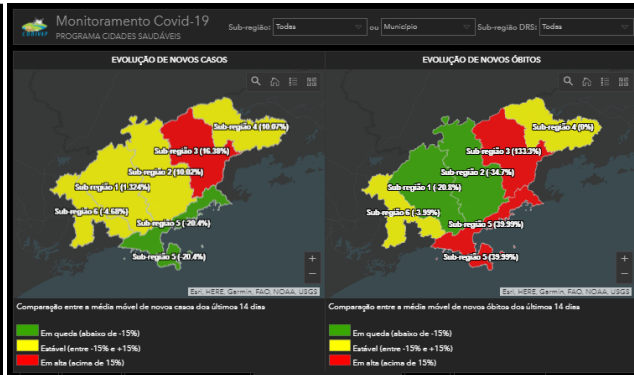 Monitoramento Covid-19
PROGRAMA CIDADES SAUDÁVEIS
CODIVAP
Sub-região: Todas ou Município Sub-região DRS: Todas
EVOLUÇÃO DE NOVOS CASOS
Sub-região 4 (10.07%)
Sub-região 3 (16.38%)
Sub-região 2 (10.02%)
Sub-região 1 (1.324%)
Sub-região 6 (-4.68%)
Sub-região 5 (-20.4%)
Sub-região 5 (-20.4%)
+
−
Esri, HERE, Garmin, FAO, NOAA, USGS
Comparação entre a média móvel de novos casos dos últimos 14 dias
Em queda (abaixo de -15%)
Estável (entre -15% e +15%)
Em alta (acima de 15%)
EVOLUÇÃO DE NOVOS ÓBITOS
Sub-região 4 (0%)
Sub-região 3 (133.3%)
Sub-região 2 (-34.7%)
Sub-região 1 (-20.8%)
Sub-região 6 (-3.99%)
Sub-região 5 (39.99%)
Sub-região 5 (39.99%)
+
−
Esri, HERE, Garmin, FAO, NOAA, USGS
Comparação entre a média móvel de novos óbitos dos últimos 14 dias
Em queda (abaixo de -15%)
Estável (entre -15% e +15%)
Em alta (acima de 15%)